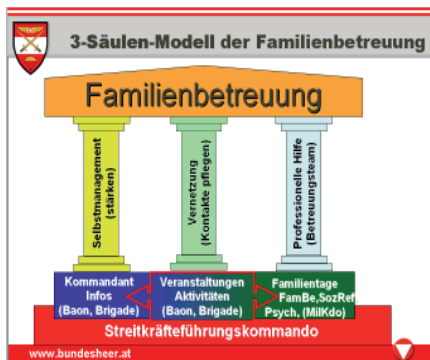 3-Säulen-Modell der Familienbetreuung
Familienbetreuung
Selbstmanagement
(stärken)
Vernetzung
(Kontakte pflegen)
Professionelle Hilfe
(Betreuungsteam)
Kommandant
Infos
(Baon, Brigade)
Veranstaltungen
Aktivitäten
(Baon, Brigade)
Familientage
FamBe,SozRef
Psych, (MilKdo)
Streitkräfteführungskommando
www.bundesheer.at